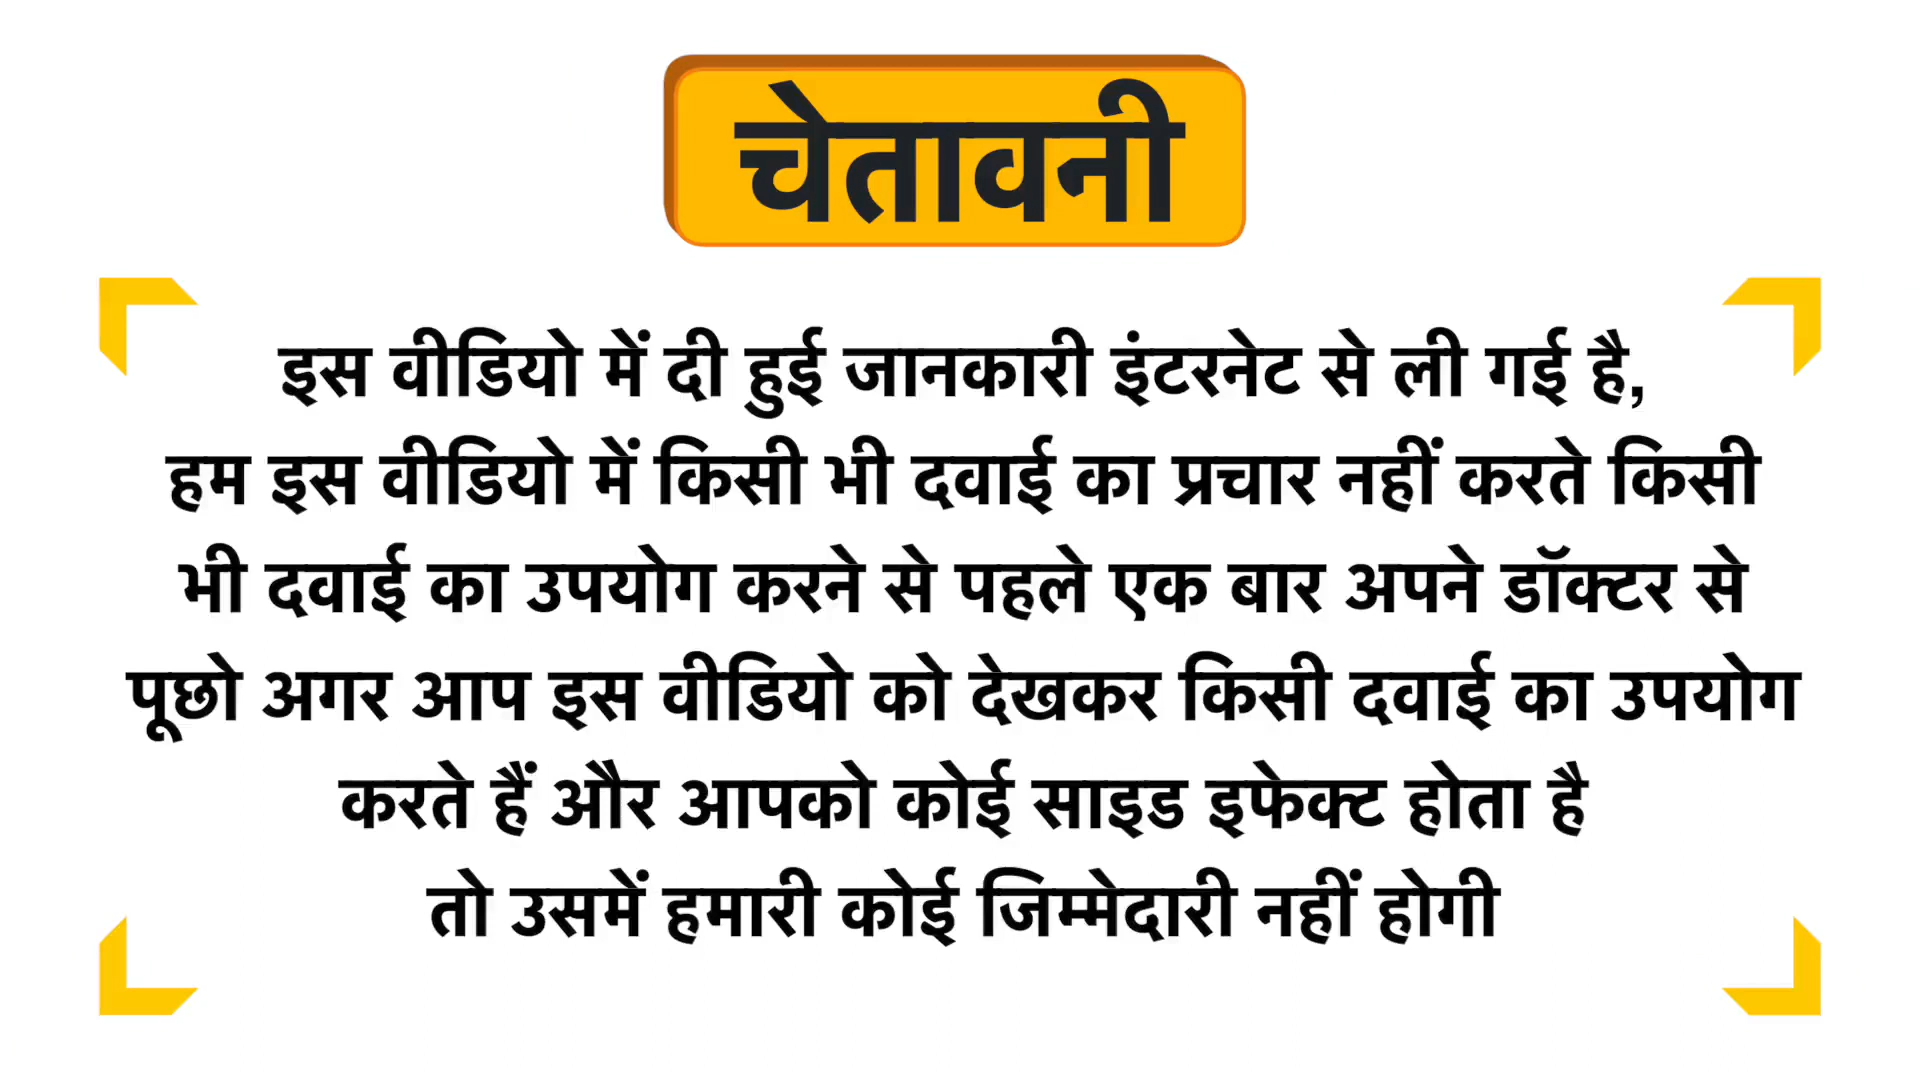 चेतावनी
इस वीडियो में दी हुई जानकारी इंटरनेट से ली गई है,
हम इस वीडियो में किसी भी दवाई का प्रचार नहीं करते किसी
भी दवाई का उपयोग करने से पहले एक बार अपने डॉक्टर से
पूछो अगर आप इस वीडियो को देखकर किसी दवाई का उपयोग
करते हैं और आपको कोई साइड इफेक्ट होता है
तो उसमें हमारी कोई जिम्मेदारी नहीं होगी